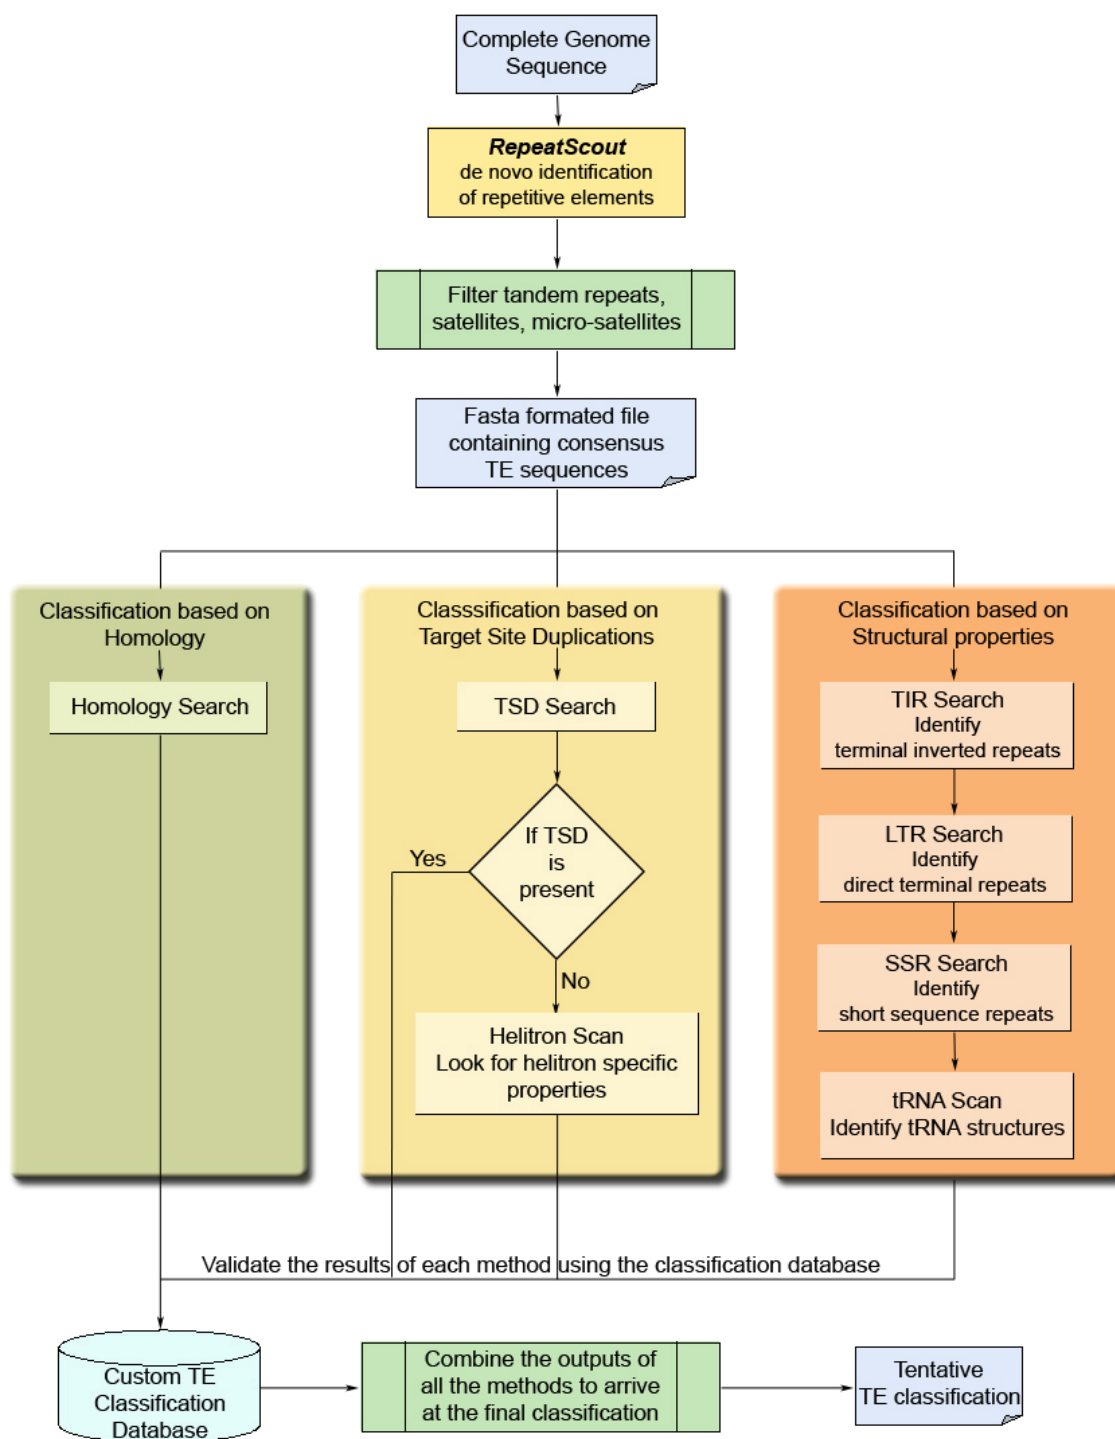 Complete Genome
Sequence
RepeatScout
de novo identification
of repetitive elements
Filter tandem repeats,
satellites, micro-satellites
Fasta formated file
containing consensus
TE sequences
Classification based on
Homology
Homology Search
Classsification based on
Target Site Duplications
TSD Search
If TSD
is
present
Yes
No
Helitron Scan
Look for helitron specific
properties
Classification based on
Structural properties
TIR Search
Identify
terminal inverted repeats
LTR Search
Identify
direct terminal repeats
SSR Search
Identify
short sequence repeats
tRNA Scan
Identify tRNA structures
Validate the results of each method using the classification database
Custom TE
Classification
Database
Combine the outputs of
all the methods to arrive
at the final classification
Tentative
TE classification